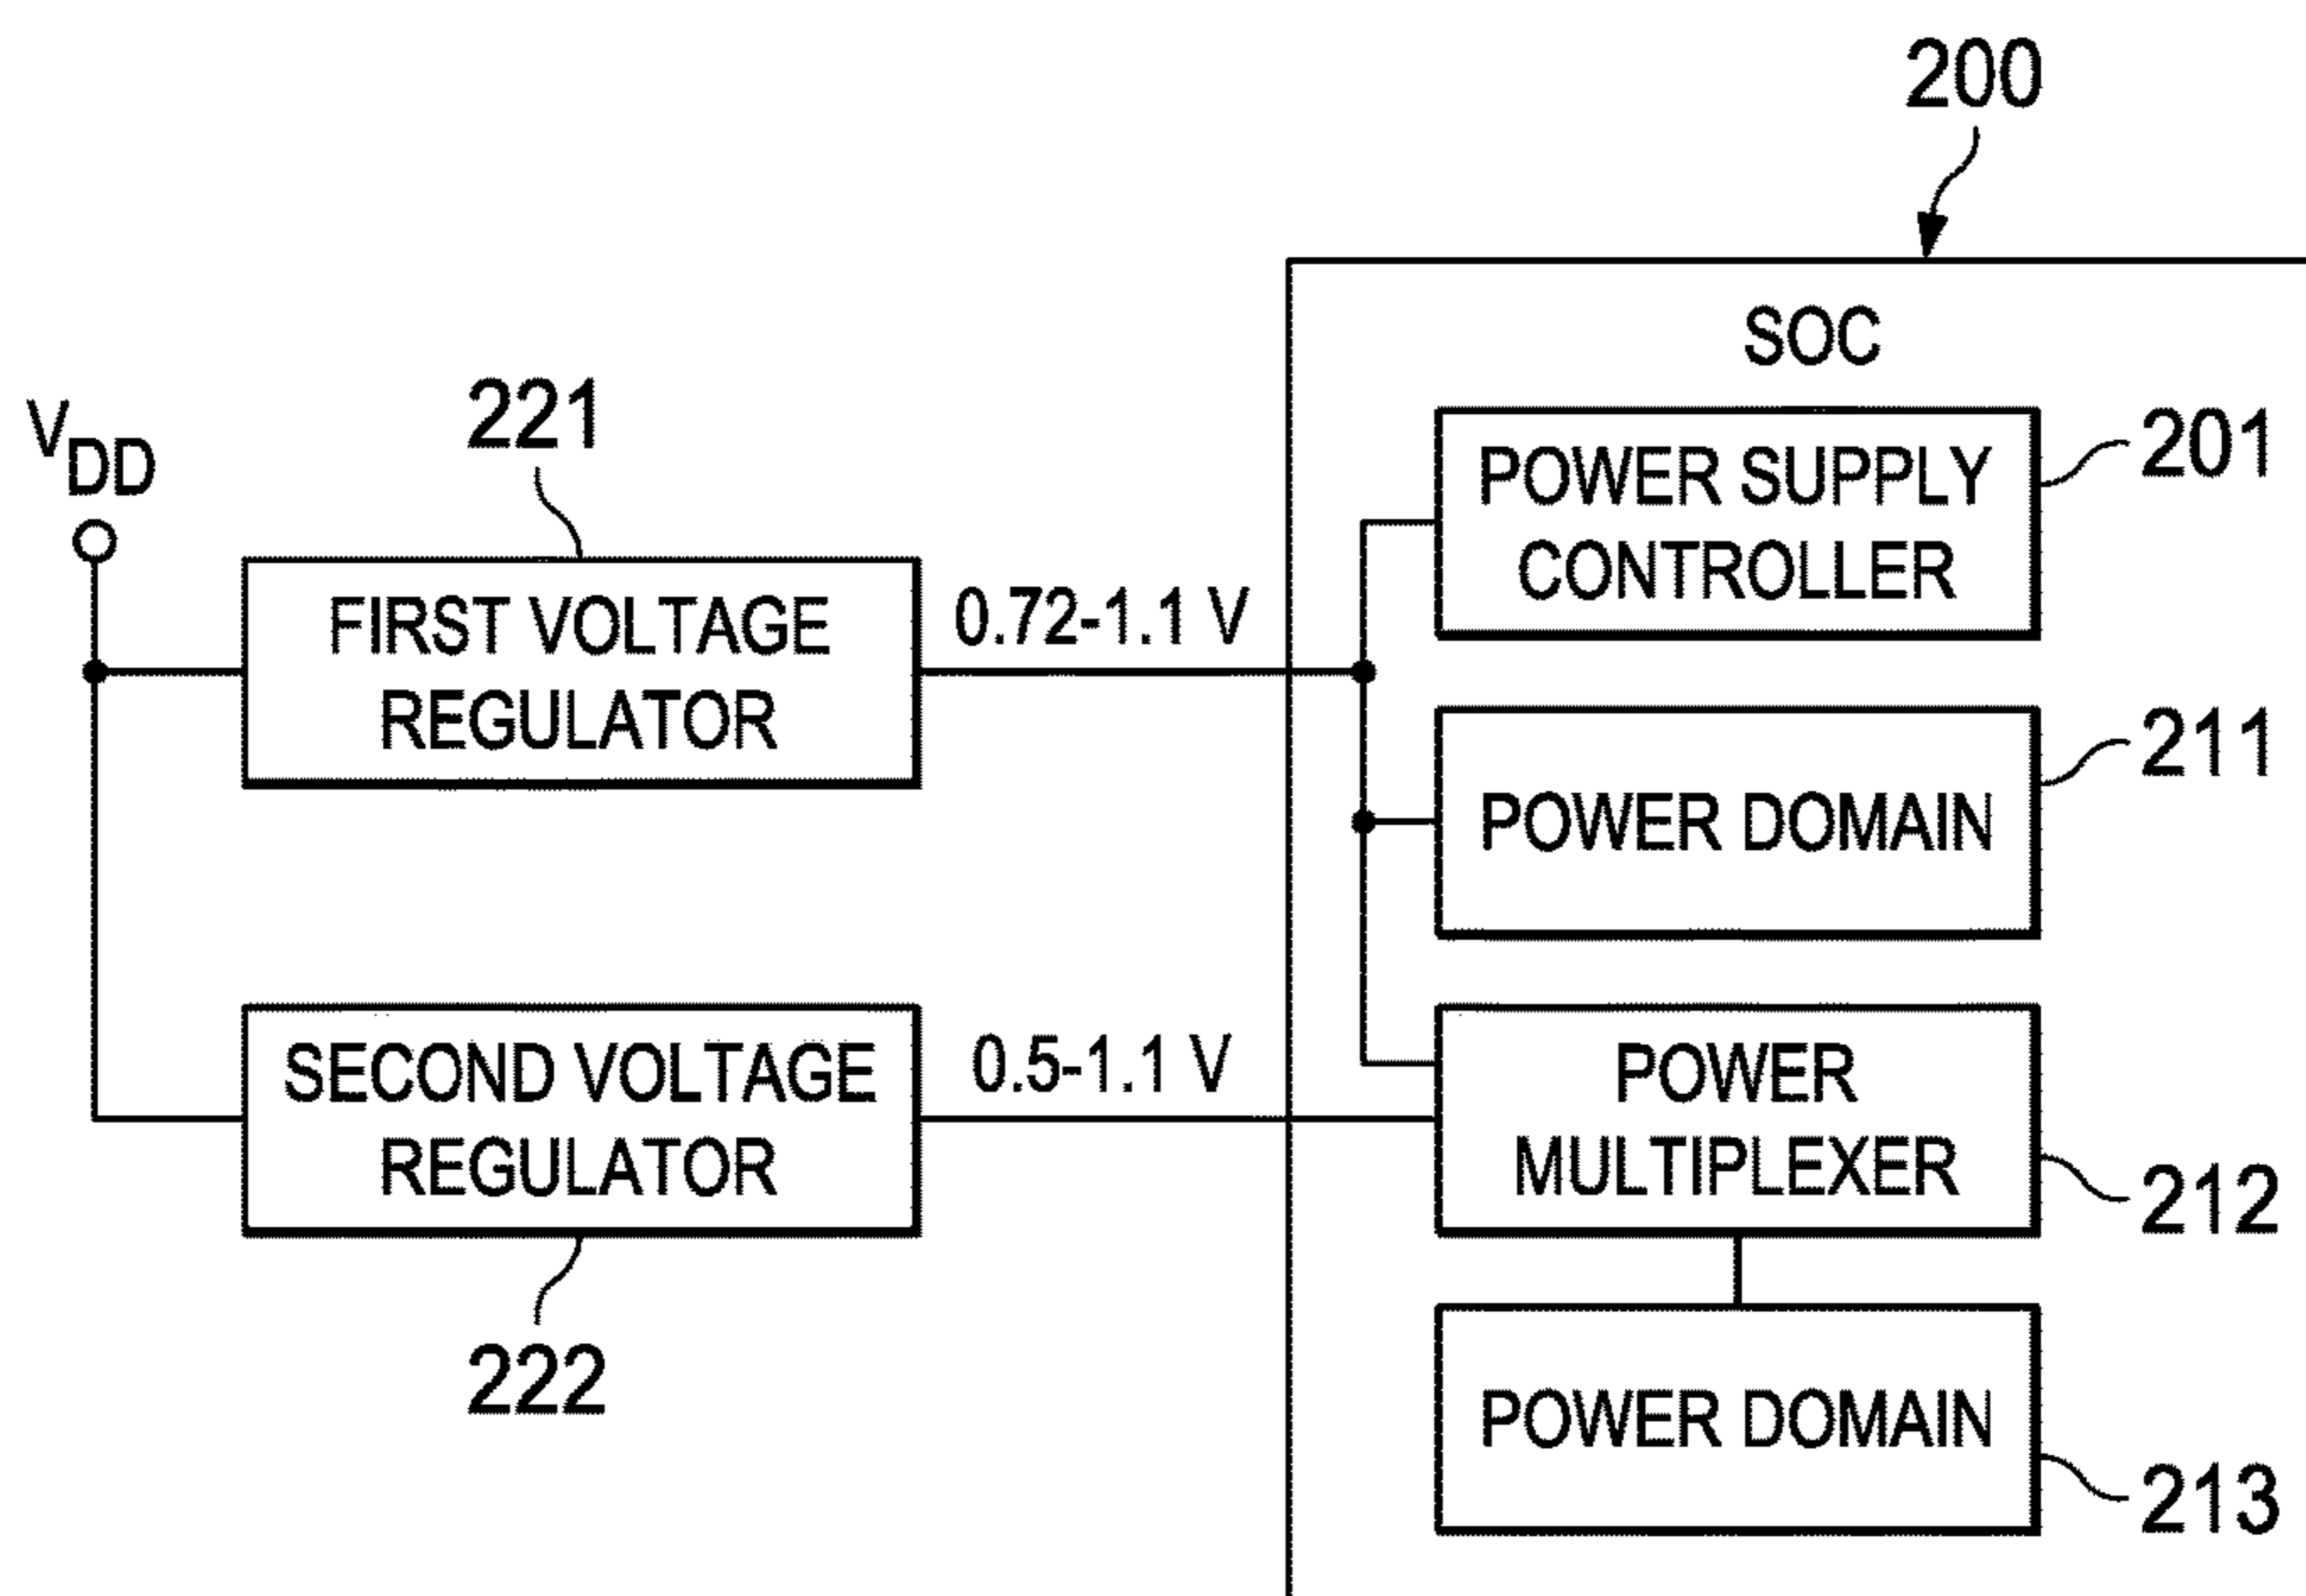 200
SOC
V_DD
221
FIRST VOLTAGE
REGULATOR
0.72-1.1 V
POWER SUPPLY
CONTROLLER
201
POWER DOMAIN
211
SECOND VOLTAGE
REGULATOR
222
0.5-1.1 V
POWER
MULTIPLEXER
212
POWER DOMAIN
213